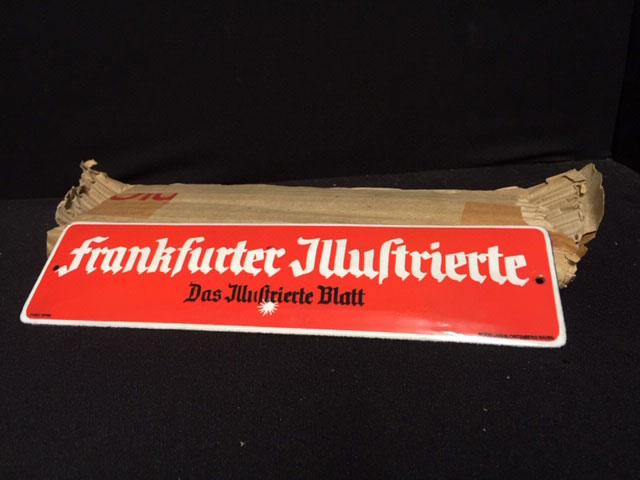 Frankfurter Illuſtrierte
Das Illuſtrierte Blatt